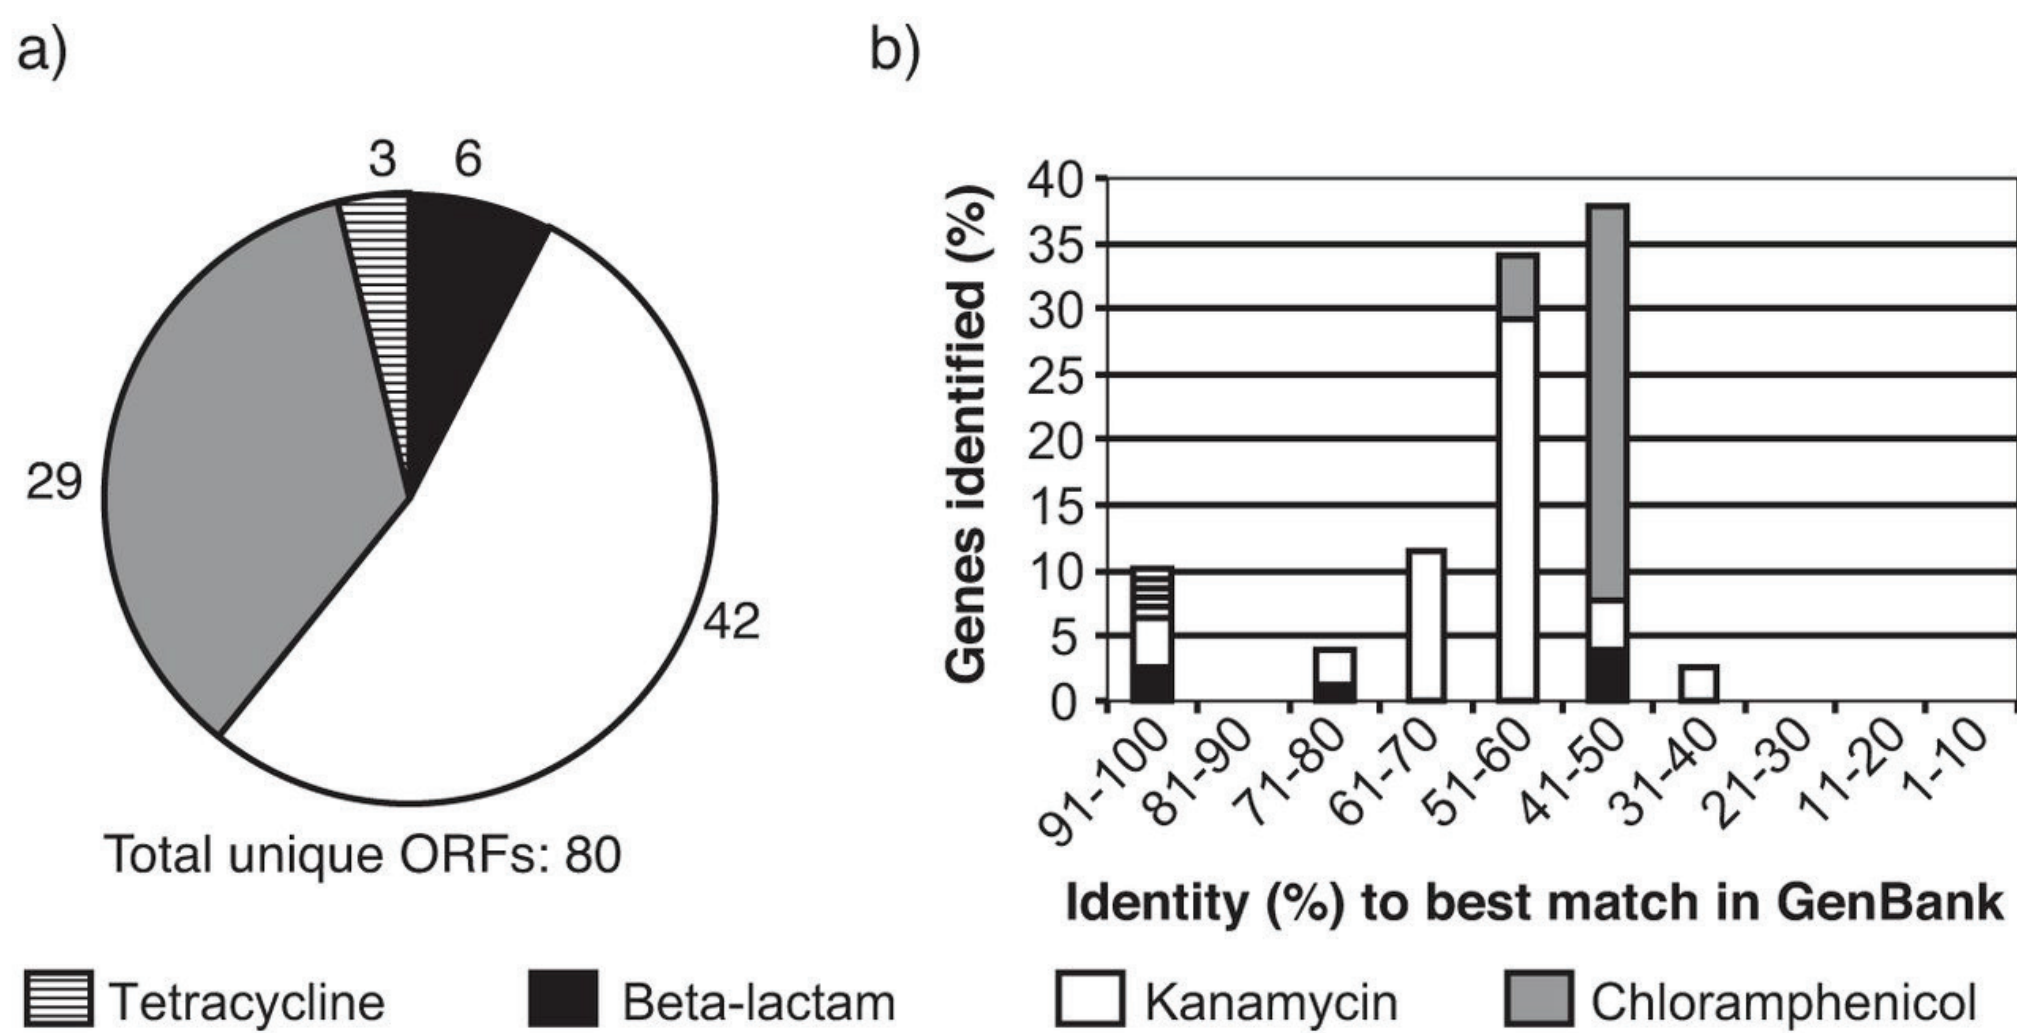 a)
3 6
29
42
Total unique ORFs: 80
b)
Genes identified (%)
40
35
30
25
20
15
10
5
0
91-100
81-90
71-80
61-70
51-60
41-50
31-40
21-30
11-20
1-10
Identity (%) to best match in GenBank
Tetracycline
Beta-lactam
Kanamycin
Chloramphenicol